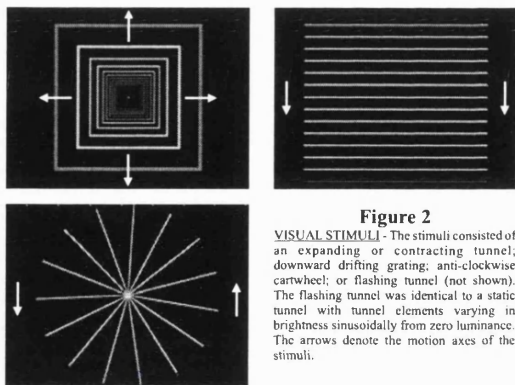 Figure 2
VISUAL STIMULI - The stimuli consisted of
an expanding or contracting tunnel;
downward drifting grating; anti-clockwise
cartwheel; or flashing tunnel (not shown).
The flashing tunnel was identical to a static
tunnel with tunnel elements varying in
brightness sinusoidally from zero luminance.
The arrows denote the motion axes of the
stimuli.